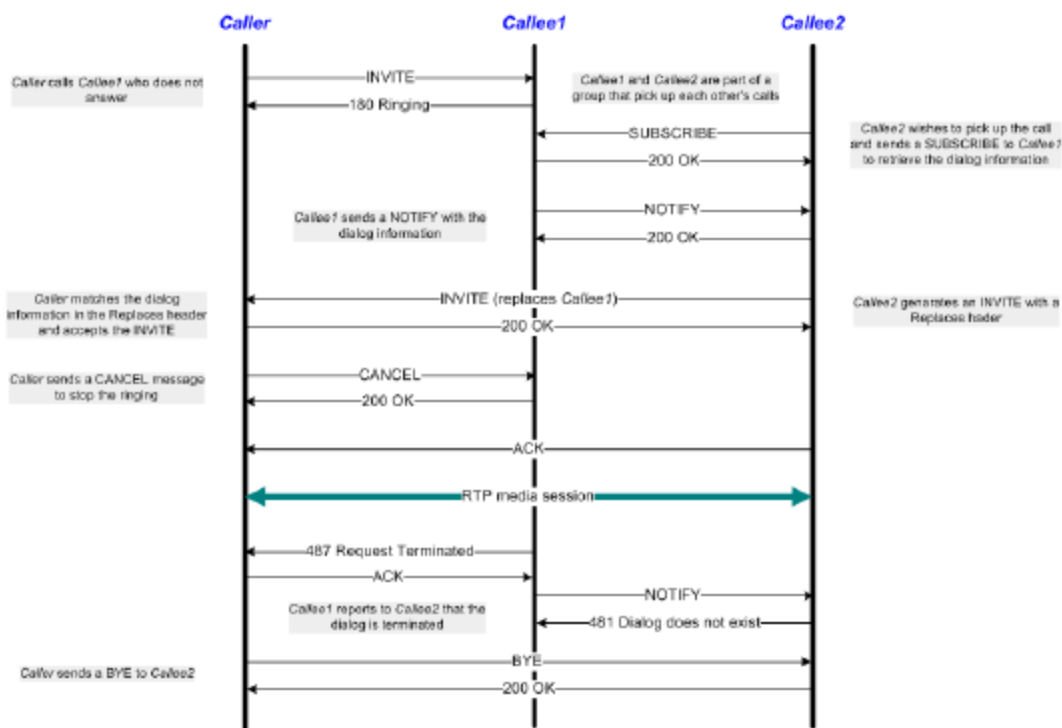 Caller
Callee1
Callee2
Caller calls Callee1 who does not
answer
INVITE
180 Ringing
Callee1 and Callee2 are part of a
group that pick up each other's calls
SUBSCRIBE
200 OK
Callee2 wishes to pick up the call
and sends a SUBSCRIBE to Callee1
to retrieve the dialog information
Callee1 sends a NOTIFY with the
dialog information
NOTIFY
200 OK
Caller matches the dialog
information in the Replaces header
and accepts the INVITE
INVITE (replaces Callee1)
200 OK
Callee2 generates an INVITE with a
Replaces hader
Caller sends a CANCEL message
to stop the ringing
CANCEL
200 OK
ACK
RTP media session
487 Request Terminated
ACK
Callee1 reports to Callee2 that the
dialog is terminated
NOTIFY
481 Dialog does not exist
Caller sends a BYE to Callee2
BYE
200 OK